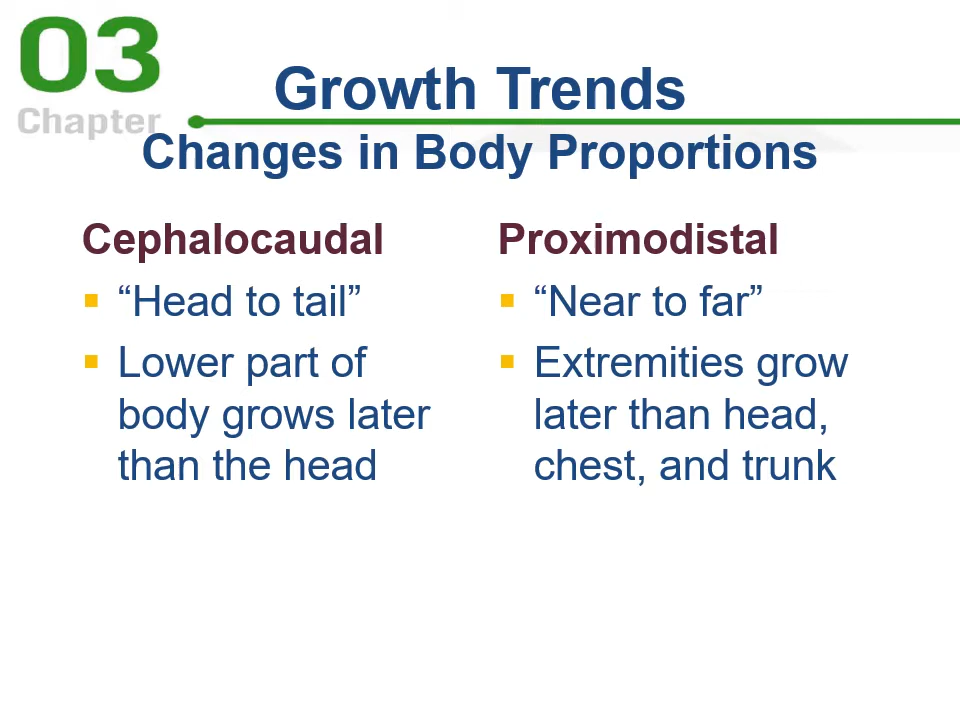 03
Chapter
Growth Trends
Changes in Body Proportions
Cephalocaudal
▪ “Head to tail”
▪ Lower part of
body grows later
than the head
Proximodistal
▪ “Near to far”
▪ Extremities grow
later than head,
chest, and trunk